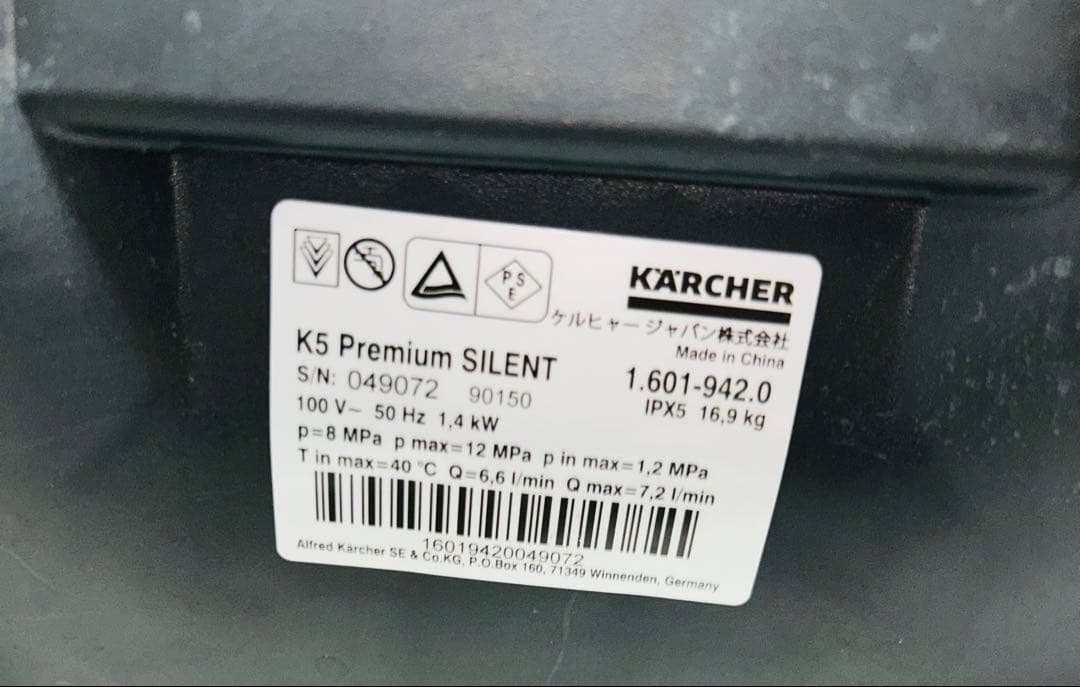 PSE
KÄRCHER
ケルヒャー ジャパン株式会社
Made in China
K5 Premium SILENT
1.601-942.0
S/N: 049072 90150
IPX5 16,9 kg
100 V~ 50 Hz 1,4 kW
p=8 MPa p max=12 MPa p in max=1,2 MPa
T in max=40 °C Q=6,6 l/min Q max=7,2 l/min
16019420049072
Alfred Kärcher SE & Co.KG, P.O.Box 160, 71349 Winnenden, Germany